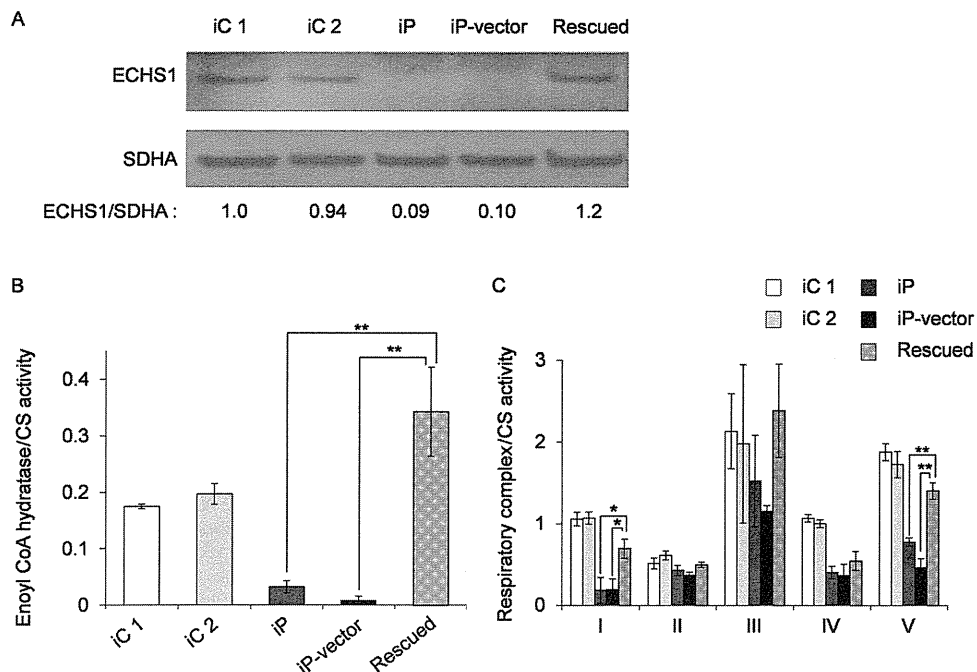 A
iC 1 iC 2 iP iP-vector Rescued
ECHS1
SDHA
ECHS1/SDHA : 1.0 0.94 0.09 0.10 1.2
B
Enoyl CoA hydratase/CS activity
0.4
0.3
0.2
0.1
0
**
**
iC 1 iC 2 iP iP-vector Rescued
C
iC 1 iP
iC 2 iP-vector
Rescued
Respiratory complex/CS activity
3
2
1
0
*
*
**
**
I II III IV V